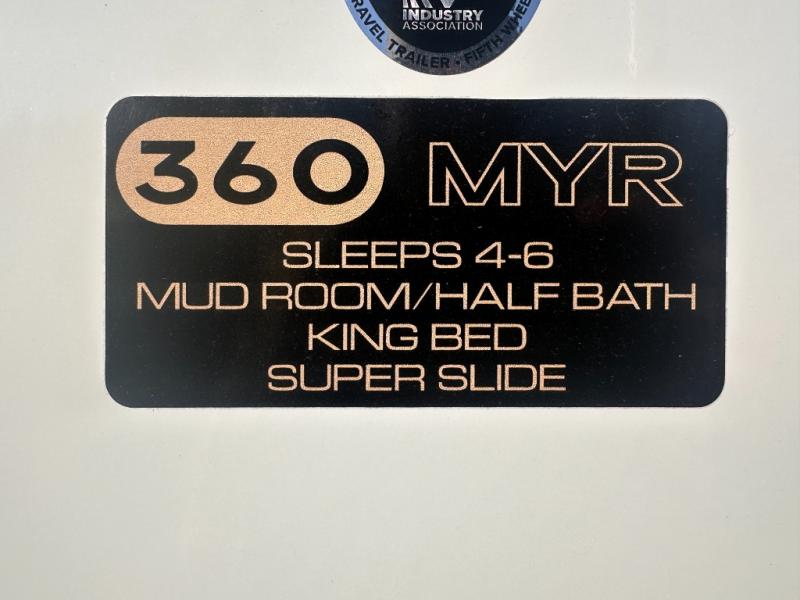 INDUSTRY
ASSOCIATION
TRAVEL TRAILER • FIFTH WHEEL
360 MYR
SLEEPS 4-6
MUD ROOM/HALF BATH
KING BED
SUPER SLIDE